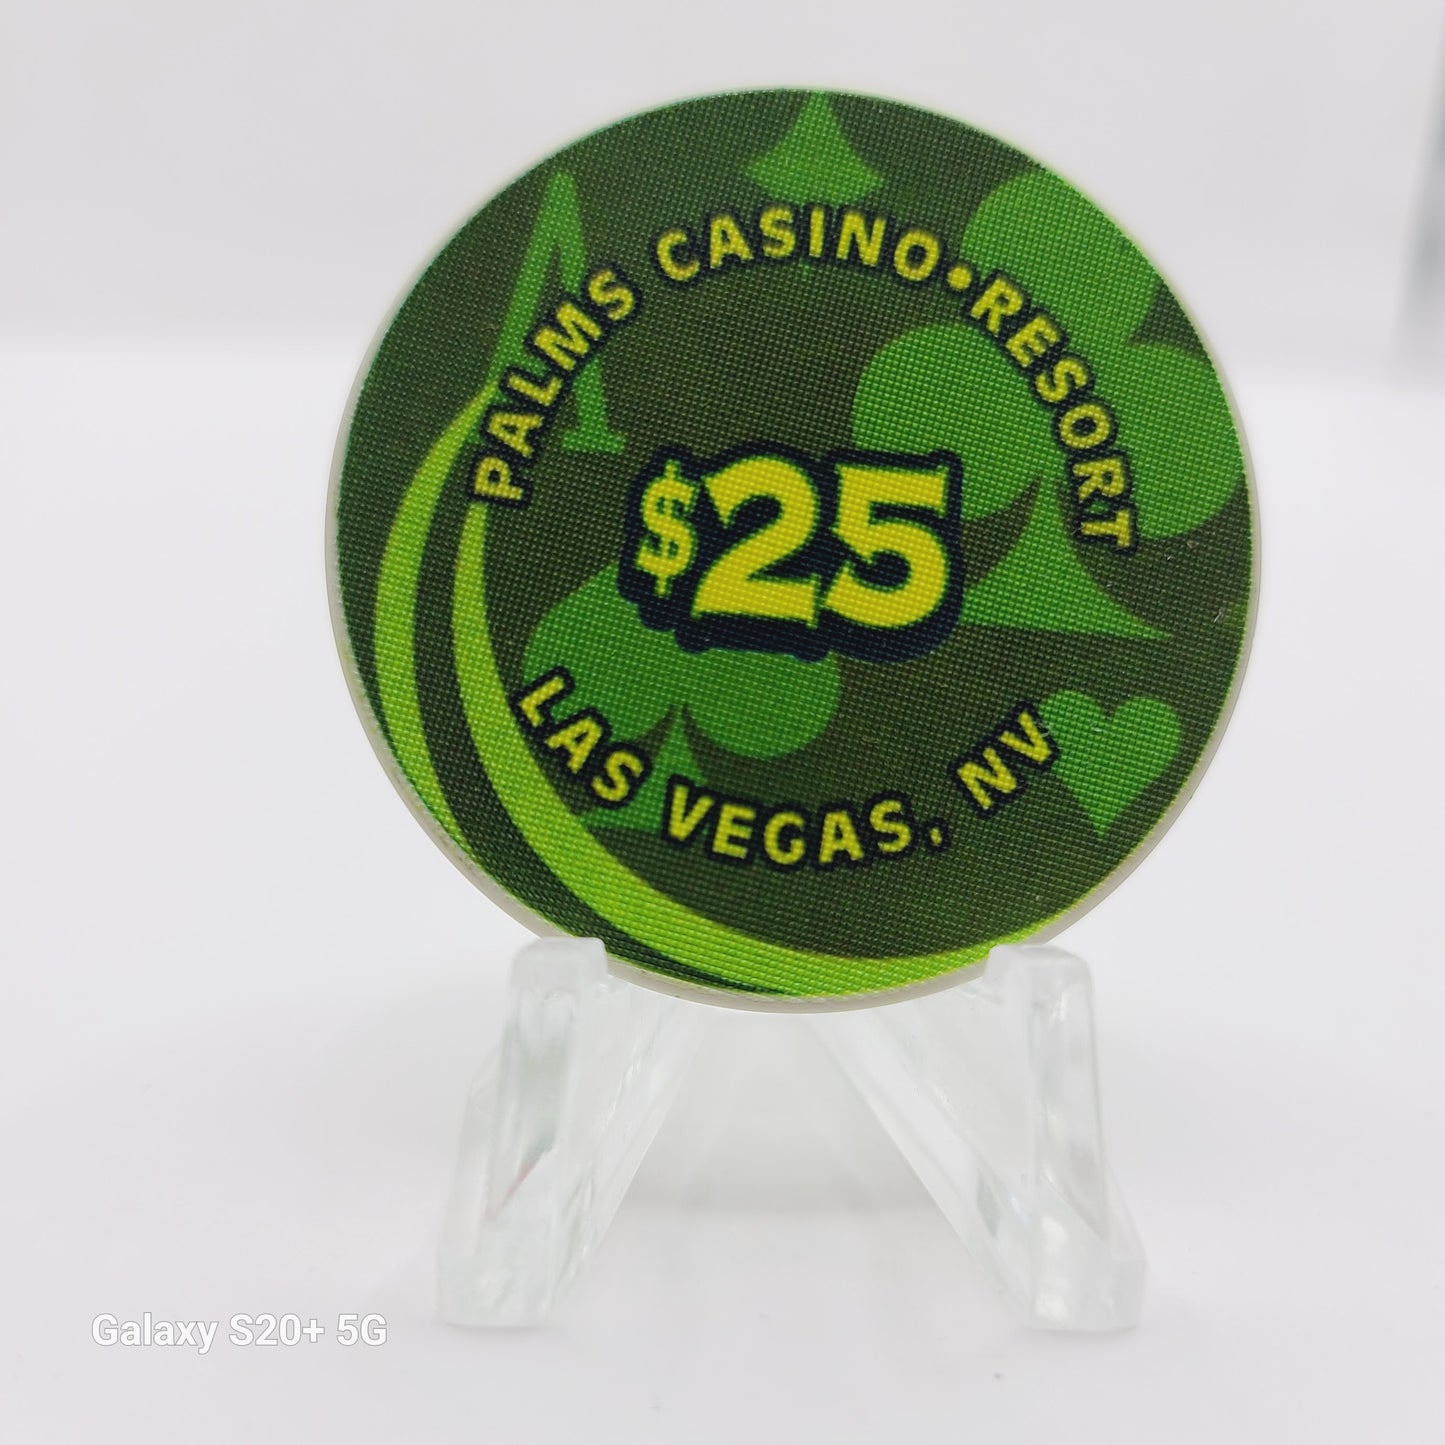 PALMS CASINO•RESORT
$25
LAS VEGAS, NV
Galaxy S20+ 5G